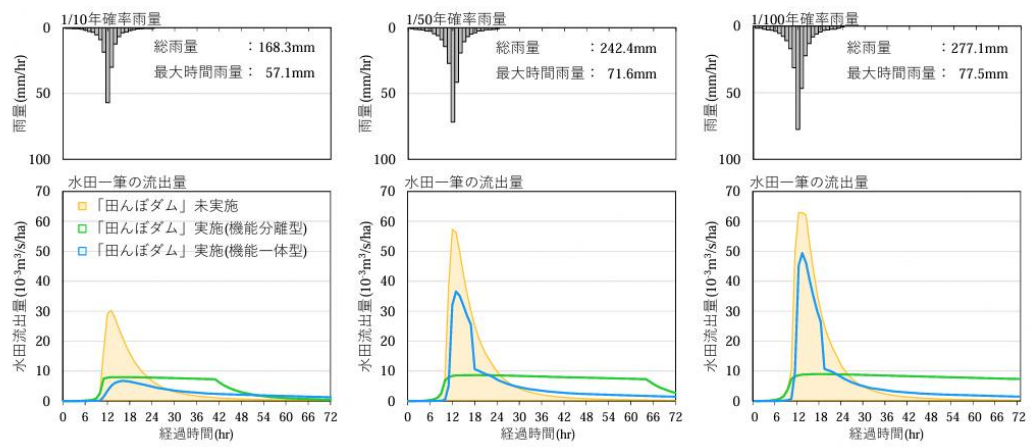 1/10年確率雨量
0
50
100
雨量(mm/hr)
総雨量 :168.3mm
最大時間雨量: 57.1mm
1/50年確率雨量
0
50
100
雨量(mm/hr)
総雨量 :242.4mm
最大時間雨量: 71.6mm
1/100年確率雨量
0
50
100
雨量(mm/hr)
総雨量 :277.1mm
最大時間雨量: 77.5mm
水田一筆の流出量
70
60
50
40
30
20
10
0
水田流出量(10⁻³m³/s/ha)
「田んぼダム」未実施
「田んぼダム」実施(機能分離型)
「田んぼダム」実施(機能一体型)
0 6 12 18 24 30 36 42 48 54 60 66 72
経過時間(hr)
水田一筆の流出量
70
60
50
40
30
20
10
0
水田流出量(10⁻³m³/s/ha)
0 6 12 18 24 30 36 42 48 54 60 66 72
経過時間(hr)
水田一筆の流出量
70
60
50
40
30
20
10
0
水田流出量(10⁻³m³/s/ha)
0 6 12 18 24 30 36 42 48 54 60 66 72
経過時間(hr)